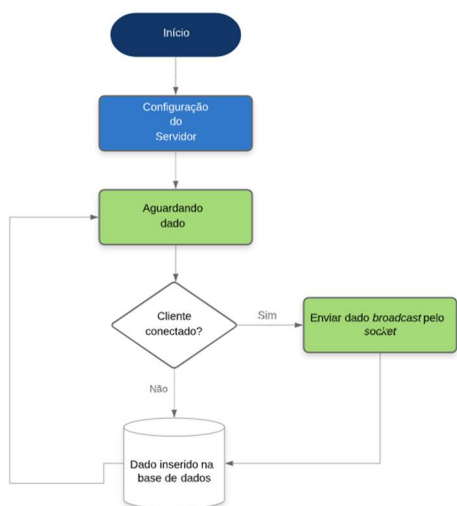 Início
Configuração
do
Servidor
Aguardando
dado
Cliente
conectado?
Sim
Enviar dado broadcast pelo
socket
Não
Dado inserido na
base de dados